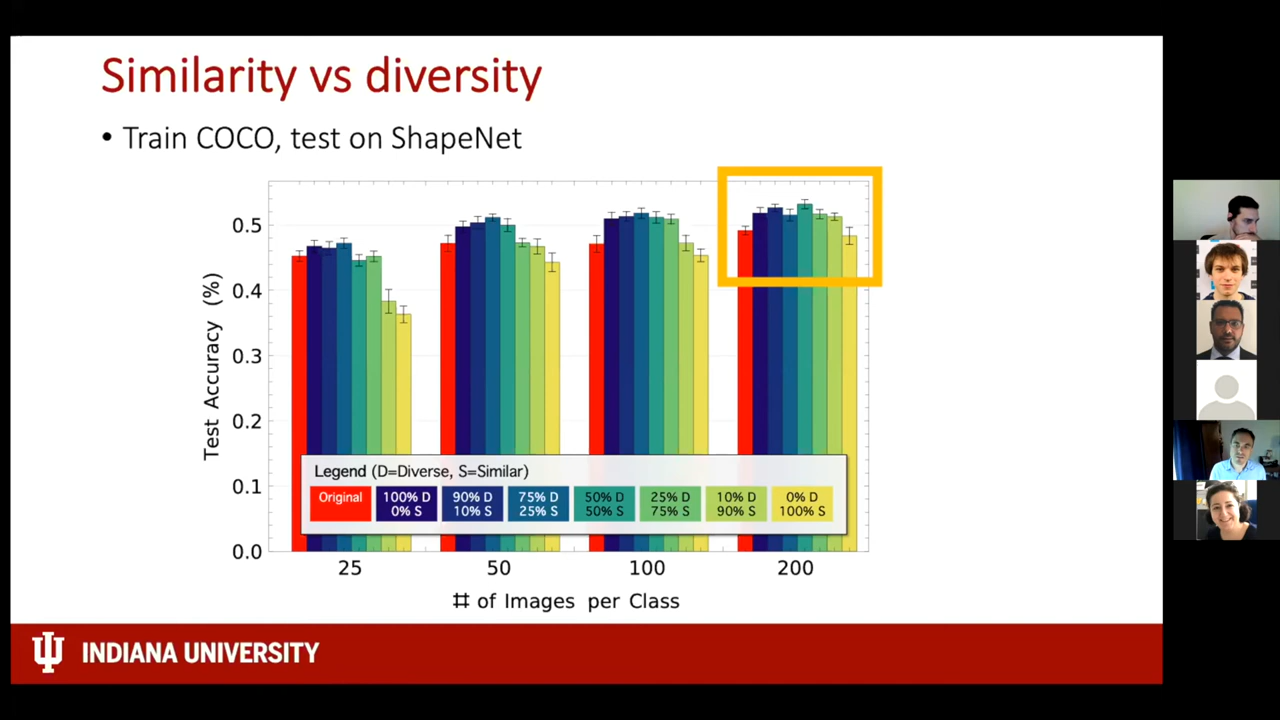 Similarity vs diversity
• Train COCO, test on ShapeNet
Test Accuracy (%)
0.5
0.4
0.3
0.2
0.1
0.0
Legend (D=Diverse, S=Similar)
Original
100% D
0% S
90% D
10% S
75% D
25% S
50% D
50% S
25% D
75% S
10% D
90% S
0% D
100% S
25 50 100 200
# of Images per Class
INDIANA UNIVERSITY